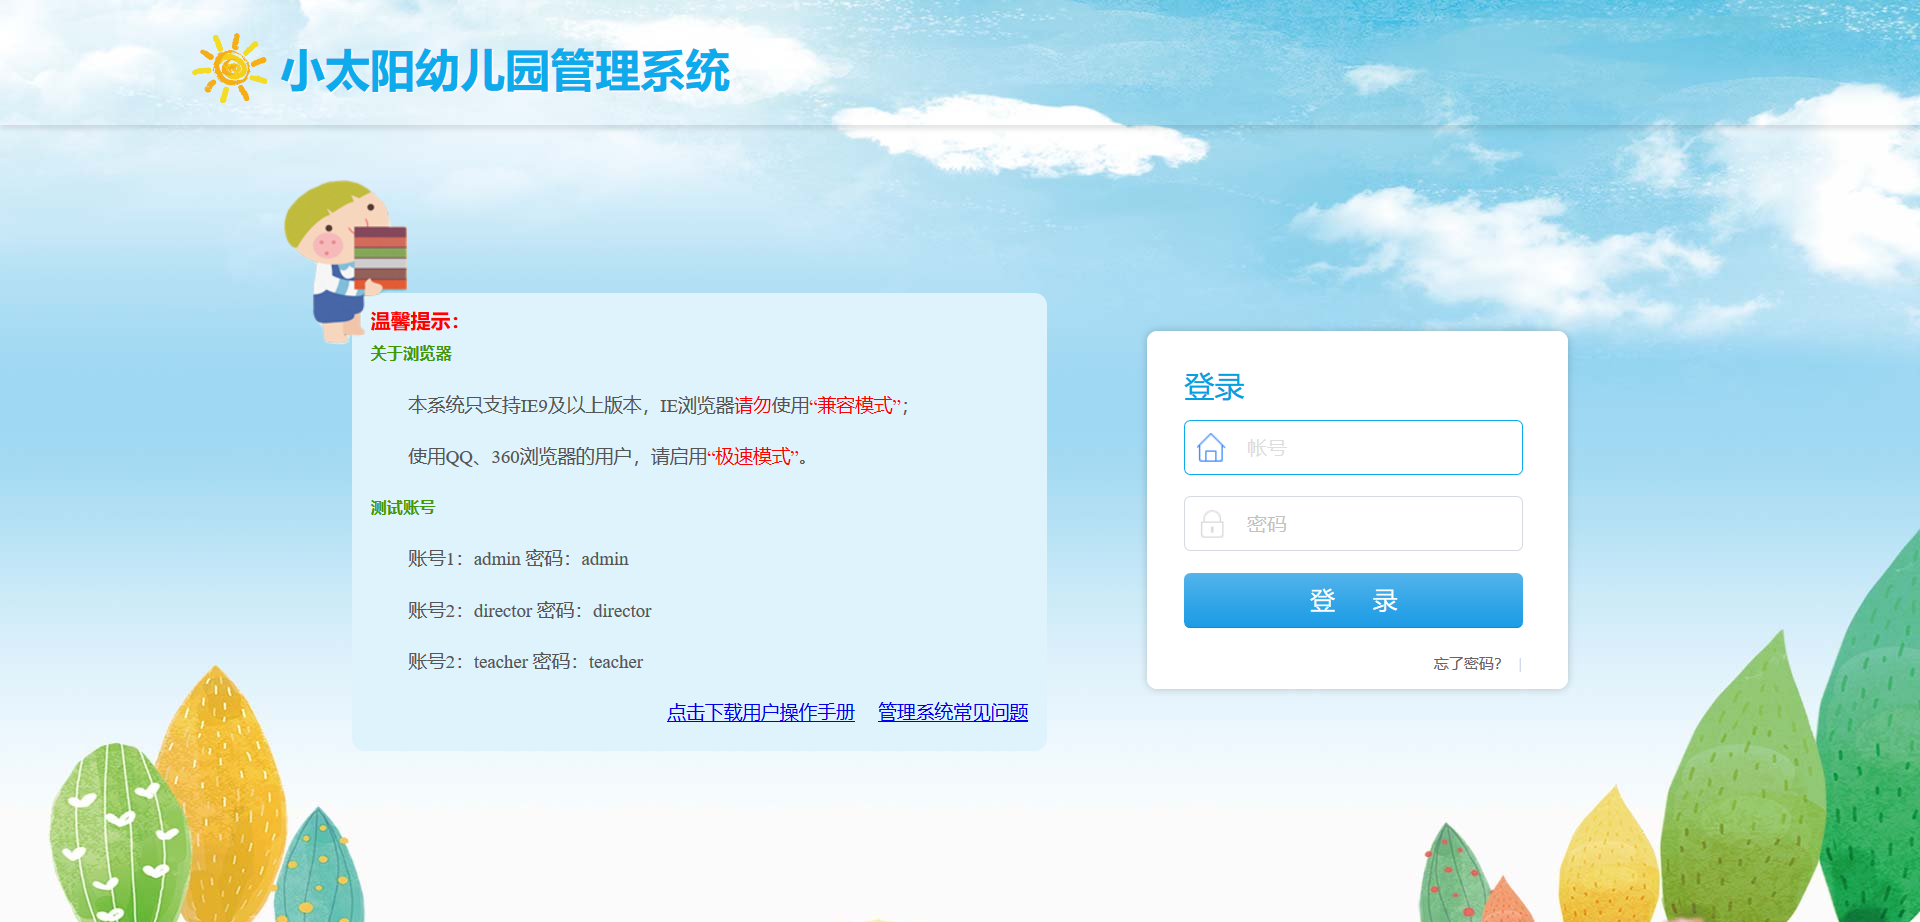 小太阳幼儿园管理系统
温馨提示：
关于浏览器
本系统只支持IE9及以上版本，IE浏览器请勿使用“兼容模式”；
使用QQ、360浏览器的用户，请启用“极速模式”。
测试账号
账号1：admin 密码：admin
账号2：director 密码：director
账号2：teacher 密码：teacher
点击下载用户操作手册 管理系统常见问题
登录
帐号
密码
登 录
忘了密码？ |